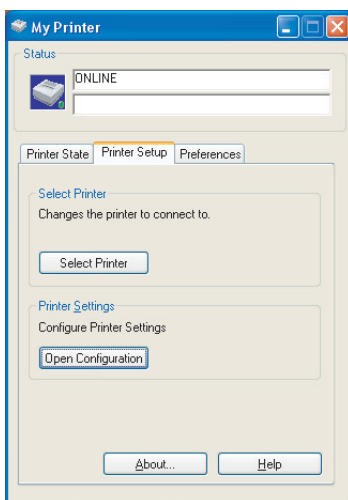 My Printer
Status
ONLINE
Printer State Printer Setup Preferences
Select Printer
Changes the printer to connect to.
Select Printer
Printer Settings
Configure Printer Settings
Open Configuration
About... Help